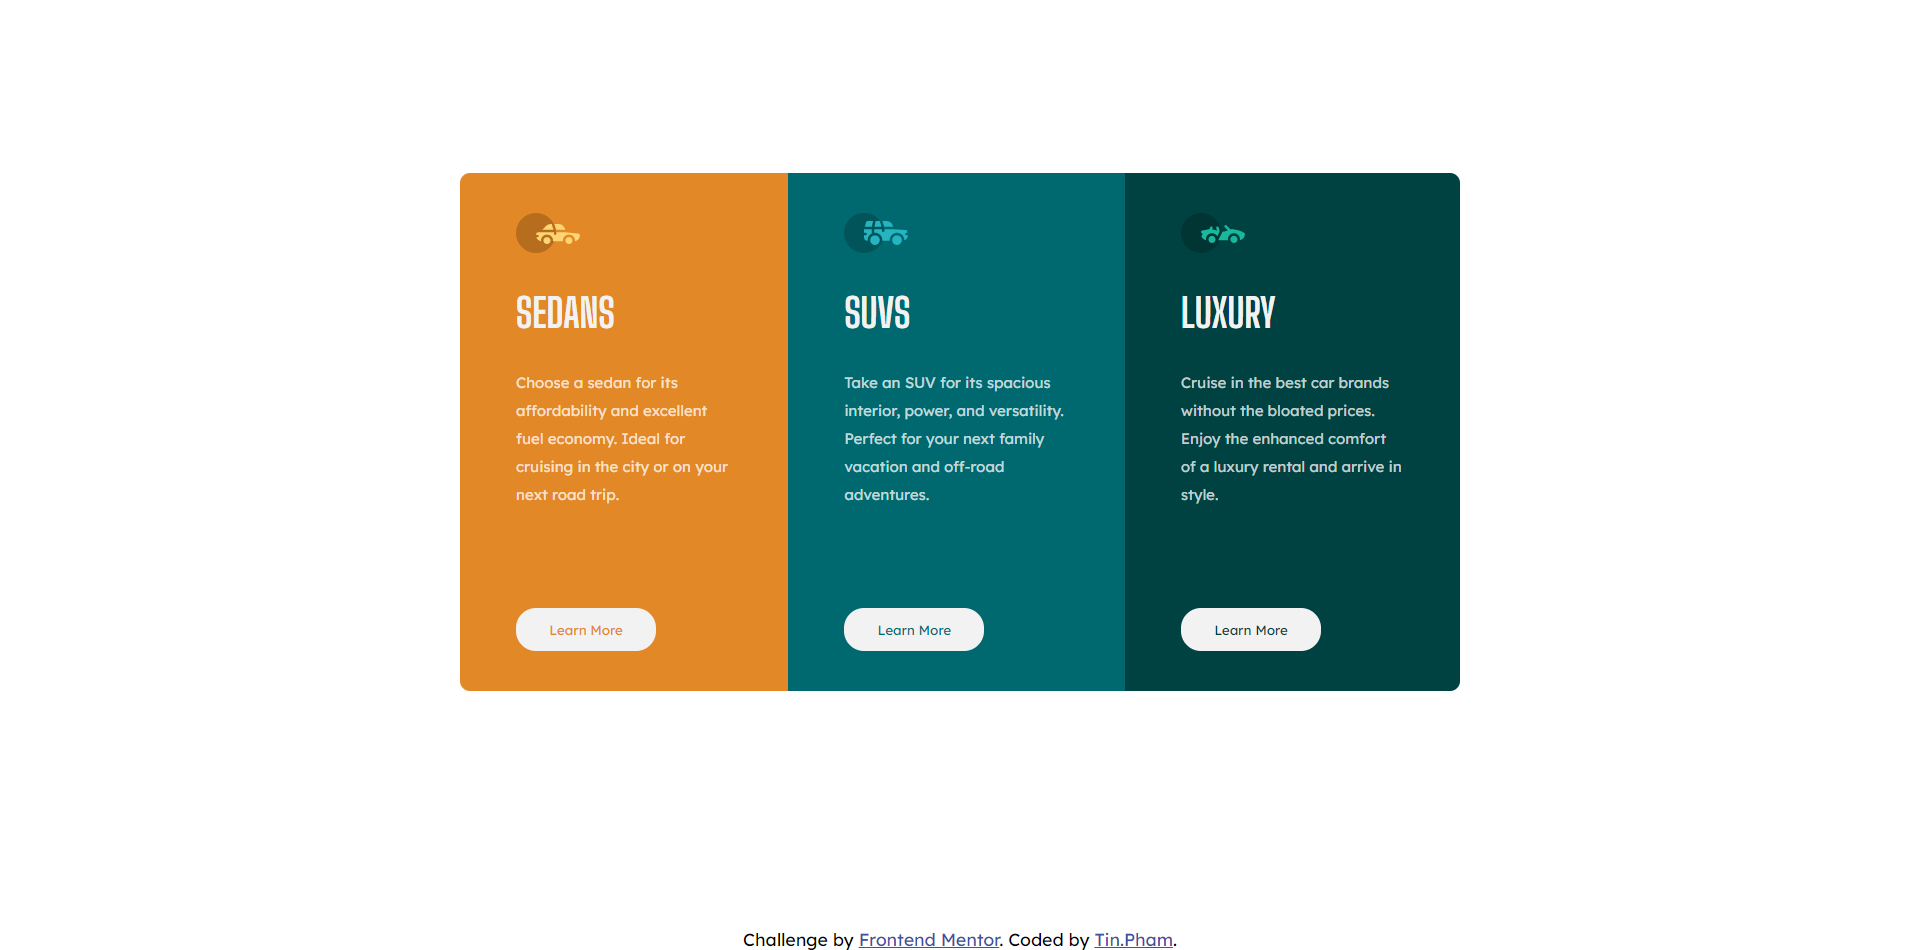 SEDANS
Choose a sedan for its
affordability and excellent
fuel economy. Ideal for
cruising in the city or on your
next road trip.
Learn More
SUVS
Take an SUV for its spacious
interior, power, and versatility.
Perfect for your next family
vacation and off-road
adventures.
Learn More
LUXURY
Cruise in the best car brands
without the bloated prices.
Enjoy the enhanced comfort
of a luxury rental and arrive in
style.
Learn More
Challenge by Frontend Mentor. Coded by Tin.Pham.